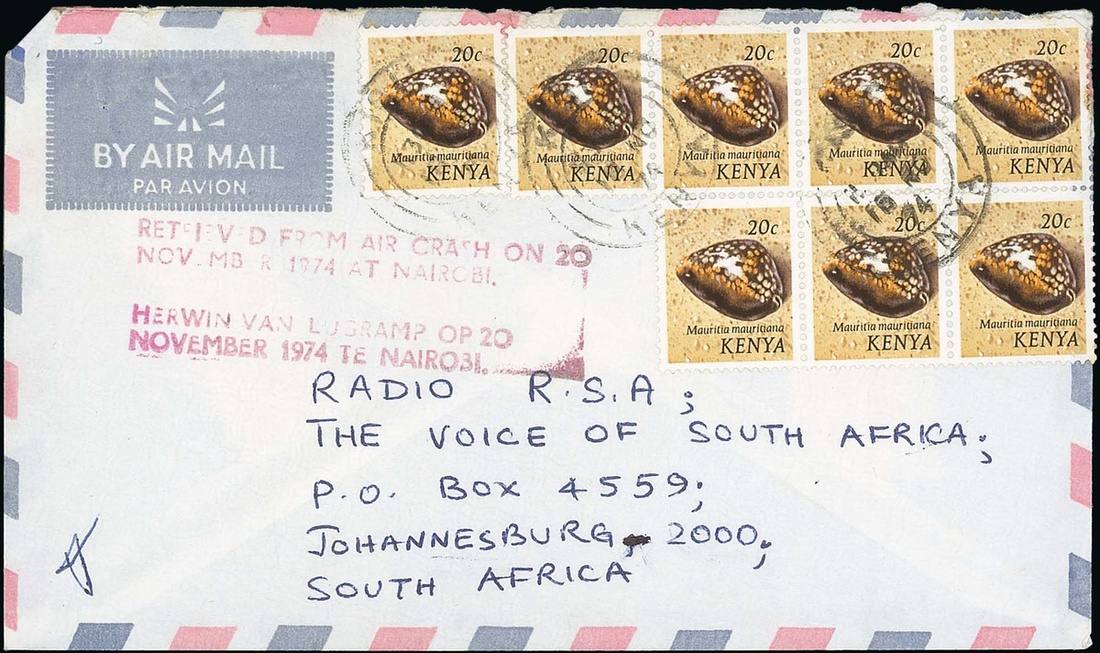 BY AIR MAIL
PAR AVION
20c 20c 20c 20c 20c
Mauritia mauritiana Mauritia mauritiana Mauritia mauritiana Mauritia mauritiana Mauritia mauritiana
KENYA KENYA KENYA KENYA KENYA
20c 20c 20c
Mauritia mauritiana Mauritia mauritiana Mauritia mauritiana
KENYA KENYA KENYA
RETRIEVED FROM AIR CRASH ON 20
NOVEMBER 1974 AT NAIROBI.
HERWIN VAN LUGRAMP OP 20
NOVEMBER 1974 TE NAIROBI.
RADIO R.S.A;
THE VOICE OF SOUTH AFRICA;
P.O. BOX 4559;
JOHANNESBURG, 2000;
SOUTH AFRICA